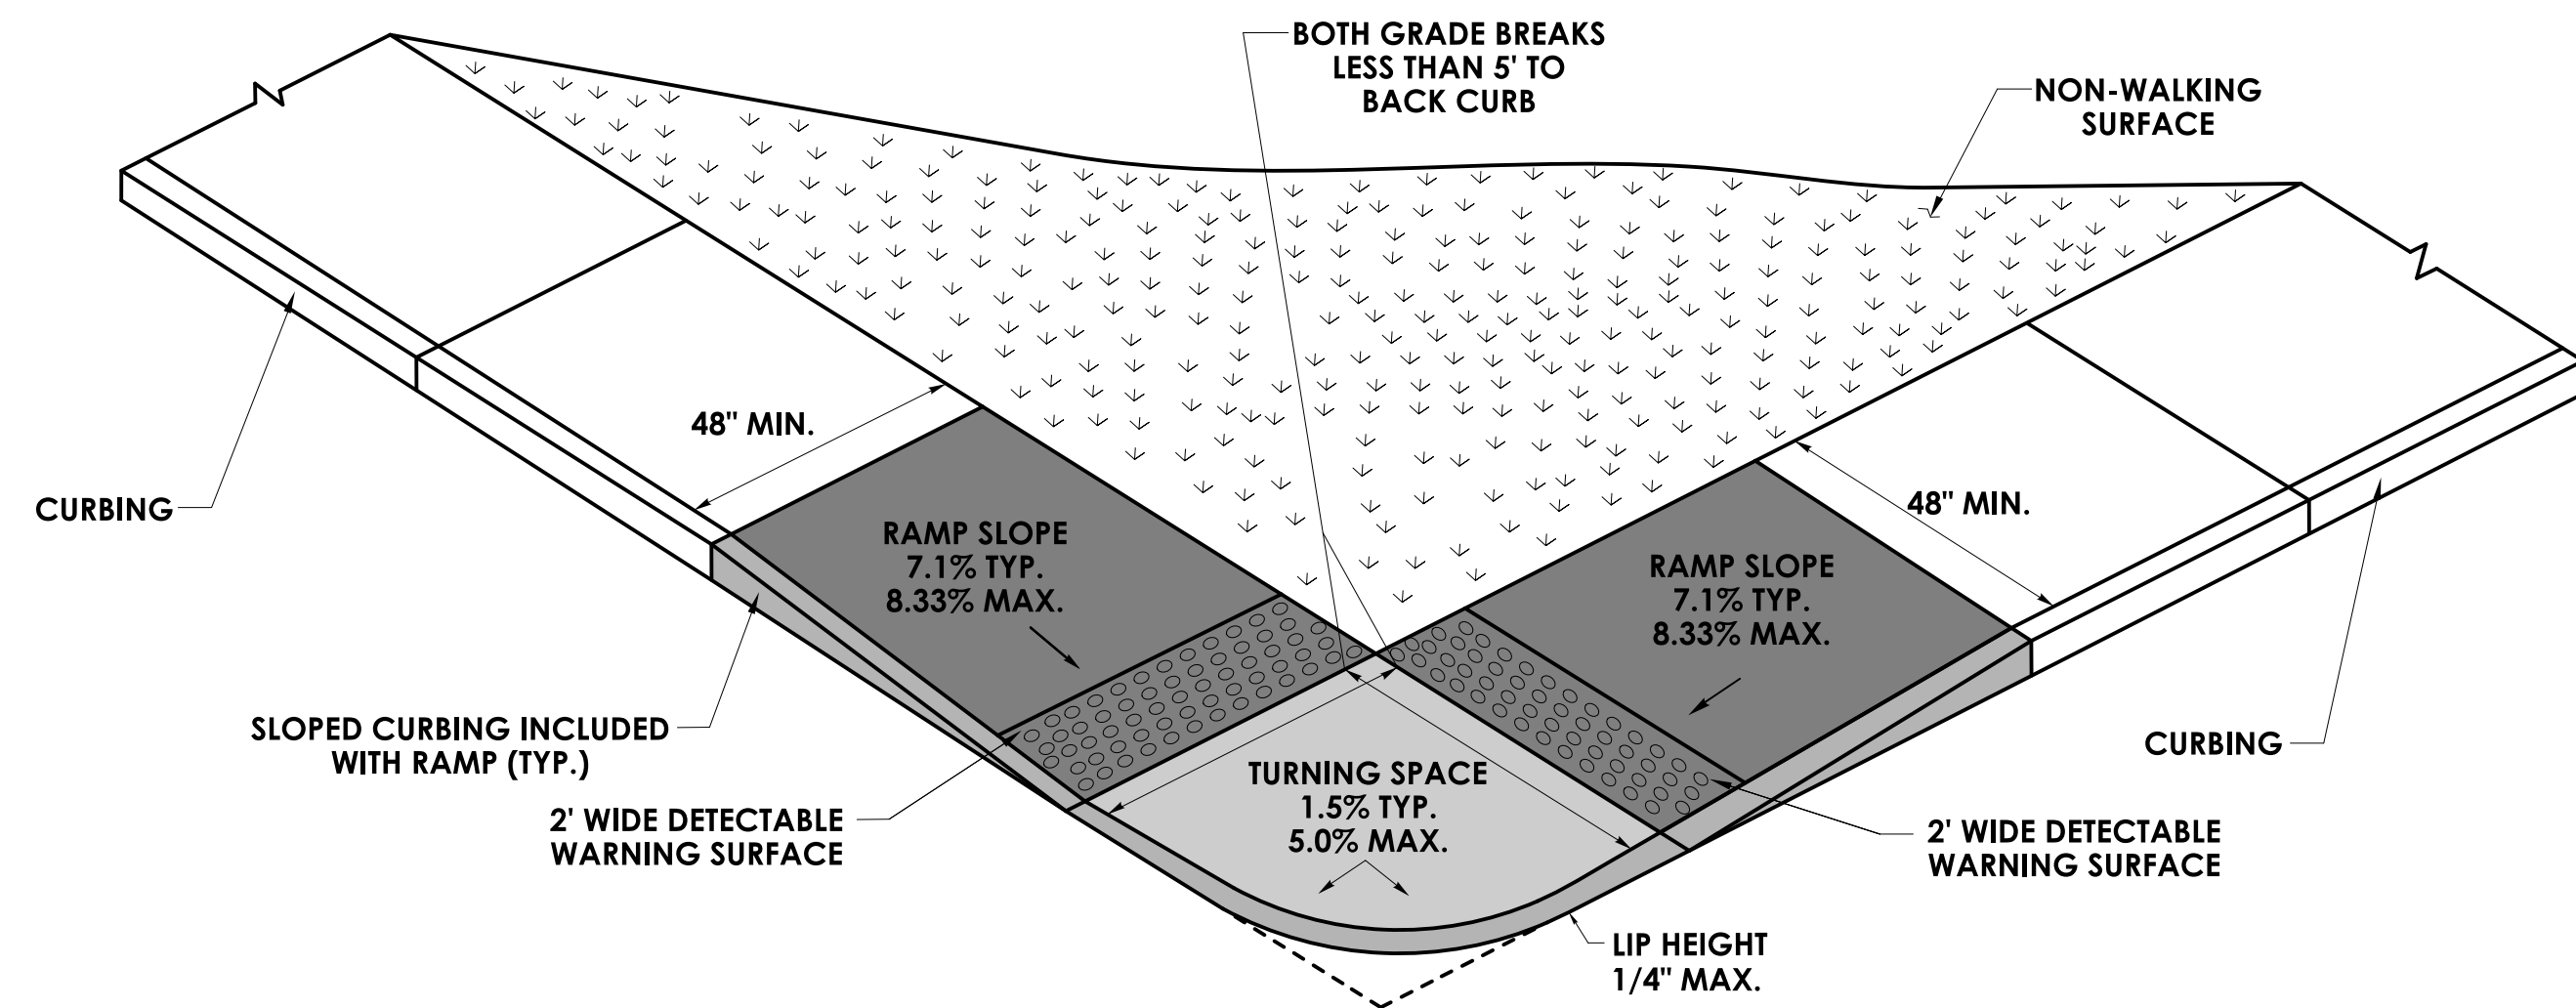 BOTH GRADE BREAKS
LESS THAN 5' TO
BACK CURB
NON-WALKING
SURFACE
48" MIN.
CURBING
RAMP SLOPE
7.1% TYP.
8.33% MAX.
48" MIN.
RAMP SLOPE
7.1% TYP.
8.33% MAX.
SLOPED CURBING INCLUDED
WITH RAMP (TYP.)
CURBING
TURNING SPACE
1.5% TYP.
5.0% MAX.
2' WIDE DETECTABLE
WARNING SURFACE
2' WIDE DETECTABLE
WARNING SURFACE
LIP HEIGHT
1/4" MAX.